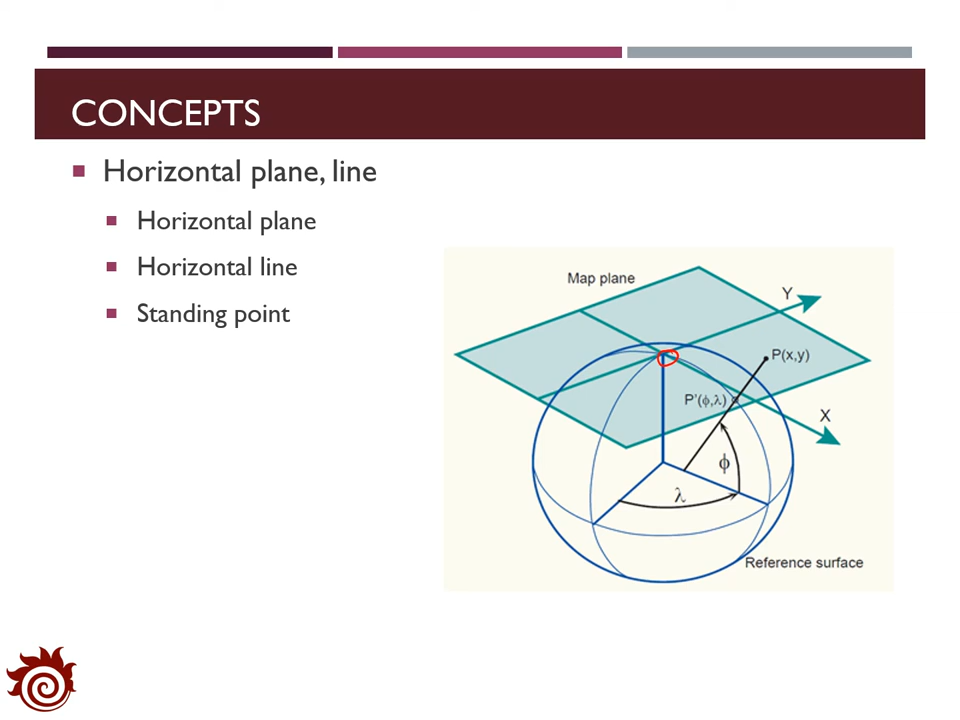 CONCEPTS
Horizontal plane, line
Horizontal plane
Horizontal line
Standing point
Map plane
Y
P(x,y)
P'(ϕ,λ)
X
ϕ
λ
Reference surface